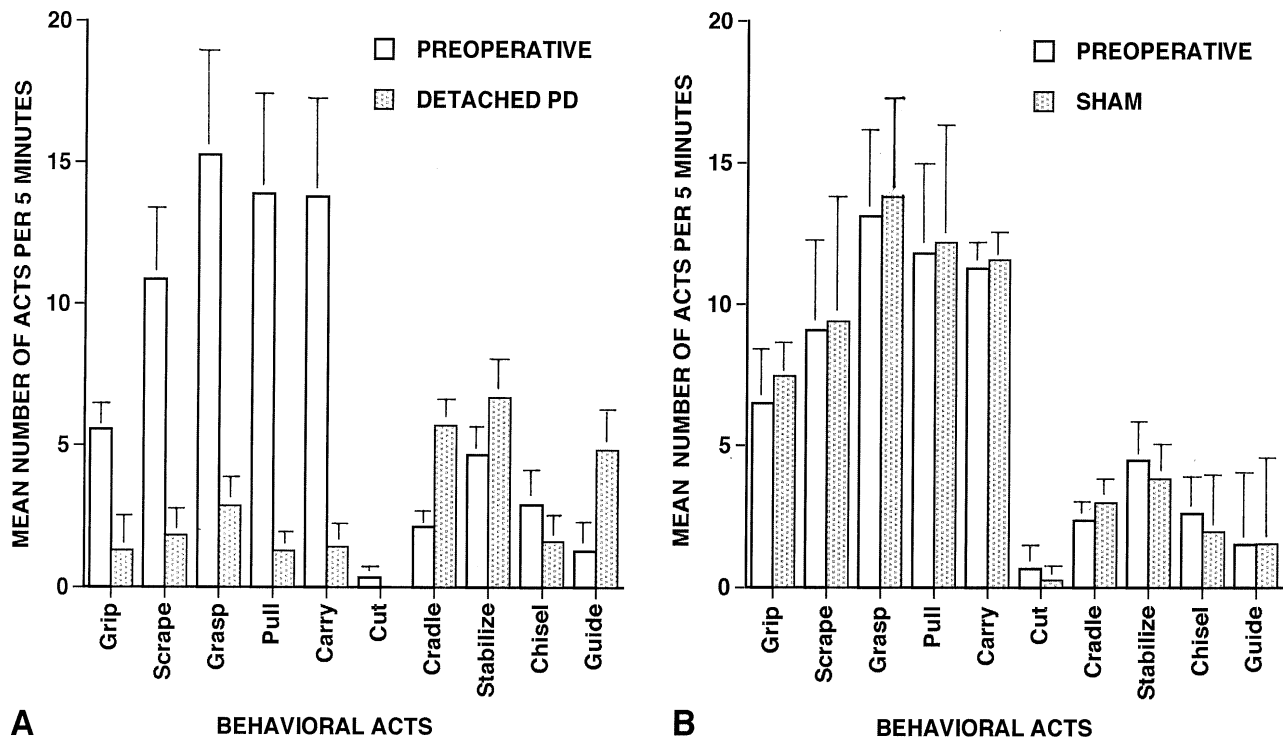 MEAN NUMBER OF ACTS PER 5 MINUTES
20
15
10
5
0
PREOPERATIVE
DETACHED PD
Grip
Scrape
Grasp
Pull
Carry
Cut
Cradle
Stabilize
Chisel
Guide
A
BEHAVIORAL ACTS
MEAN NUMBER OF ACTS PER 5 MINUTES
20
15
10
5
0
PREOPERATIVE
SHAM
Grip
Scrape
Grasp
Pull
Carry
Cut
Cradle
Stabilize
Chisel
Guide
B
BEHAVIORAL ACTS